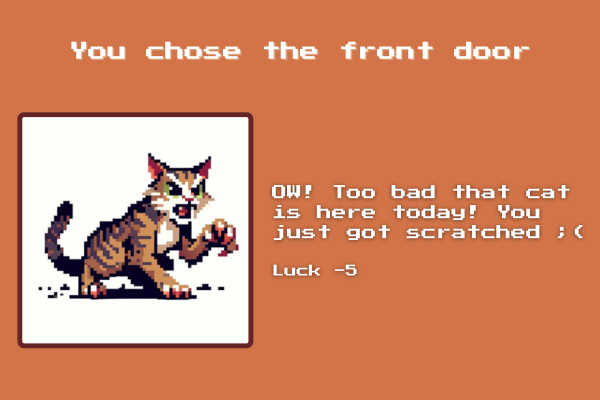 You chose the front door
OW! Too bad that cat
is here today! You
just got scratched ;(
Luck -5